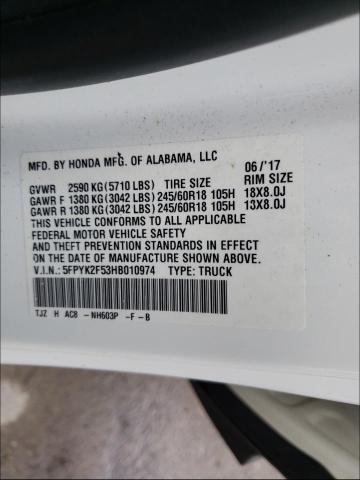 MFD. BY HONDA MFG. OF ALABAMA, LLC 06/'17
GVWR 2590 KG(5710 LBS) TIRE SIZE RIM SIZE
GAWR F 1380 KG(3042 LBS) 245/60R18 105H 18X8.0J
GAWR R 1380 KG(3042 LBS) 245/60R18 105H 13X8.0J
THIS VEHICLE CONFORMS TO ALL APPLICABLE
FEDERAL MOTOR VEHICLE SAFETY AND
THEFT PREVENTION STANDARDS IN EFFECT ON
THE DATE OF MANUFACTURE SHOWN ABOVE.
V.I.N.: 5FPYK2F53HB010974 TYPE: TRUCK
TJZ H AC8 -NH603P -F-B